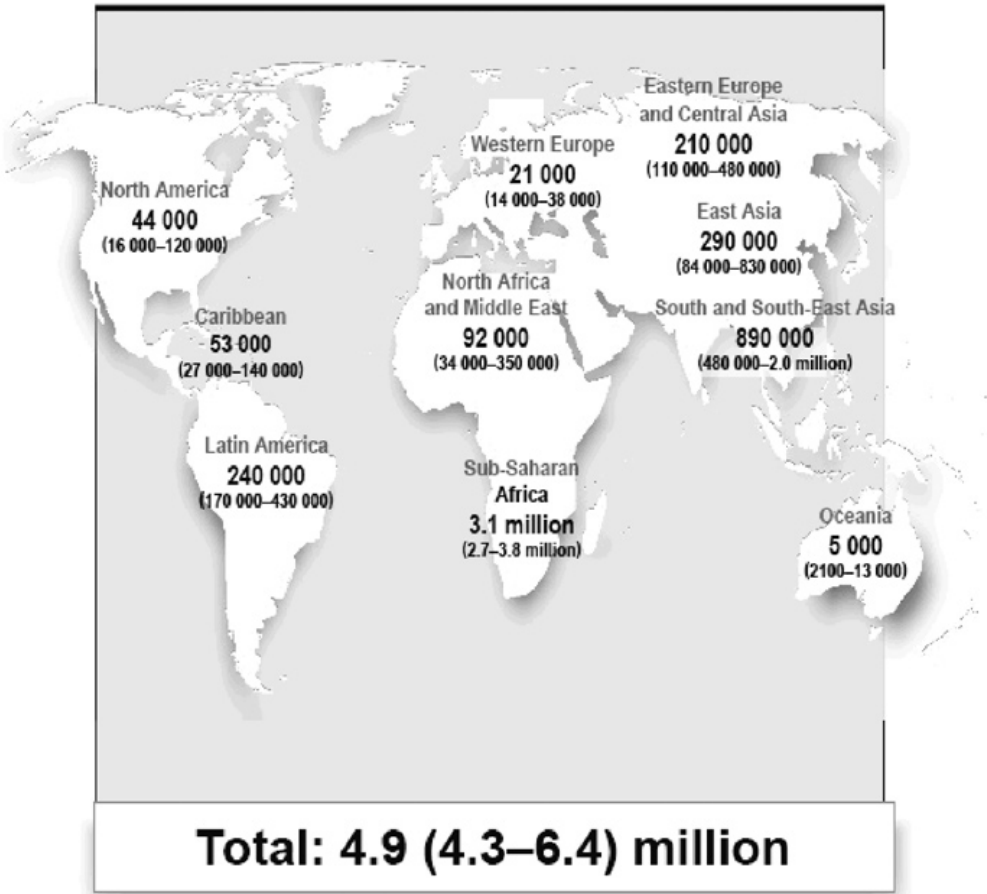 Eastern Europe
and Central Asia
210 000
(110 000–480 000)
Western Europe
21 000
(14 000–38 000)
North America
44 000
(16 000–120 000)
East Asia
290 000
(84 000–830 000)
North Africa
and Middle East
92 000
(34 000–350 000)
South and South-East Asia
890 000
(480 000–2.0 million)
Caribbean
53 000
(27 000–140 000)
Latin America
240 000
(170 000–430 000)
Sub-Saharan
Africa
3.1 million
(2.7–3.8 million)
Oceania
5 000
(2100–13 000)
Total: 4.9 (4.3–6.4) million